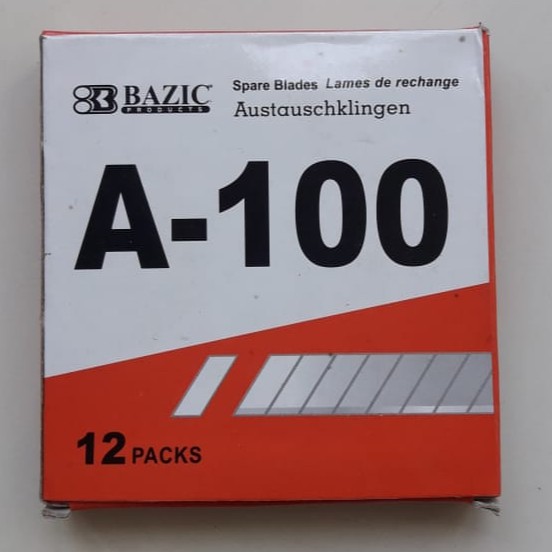 BAZIC
PRODUCTS
Spare Blades Lames de rechange
Austauschklingen
A-100
12 PACKS